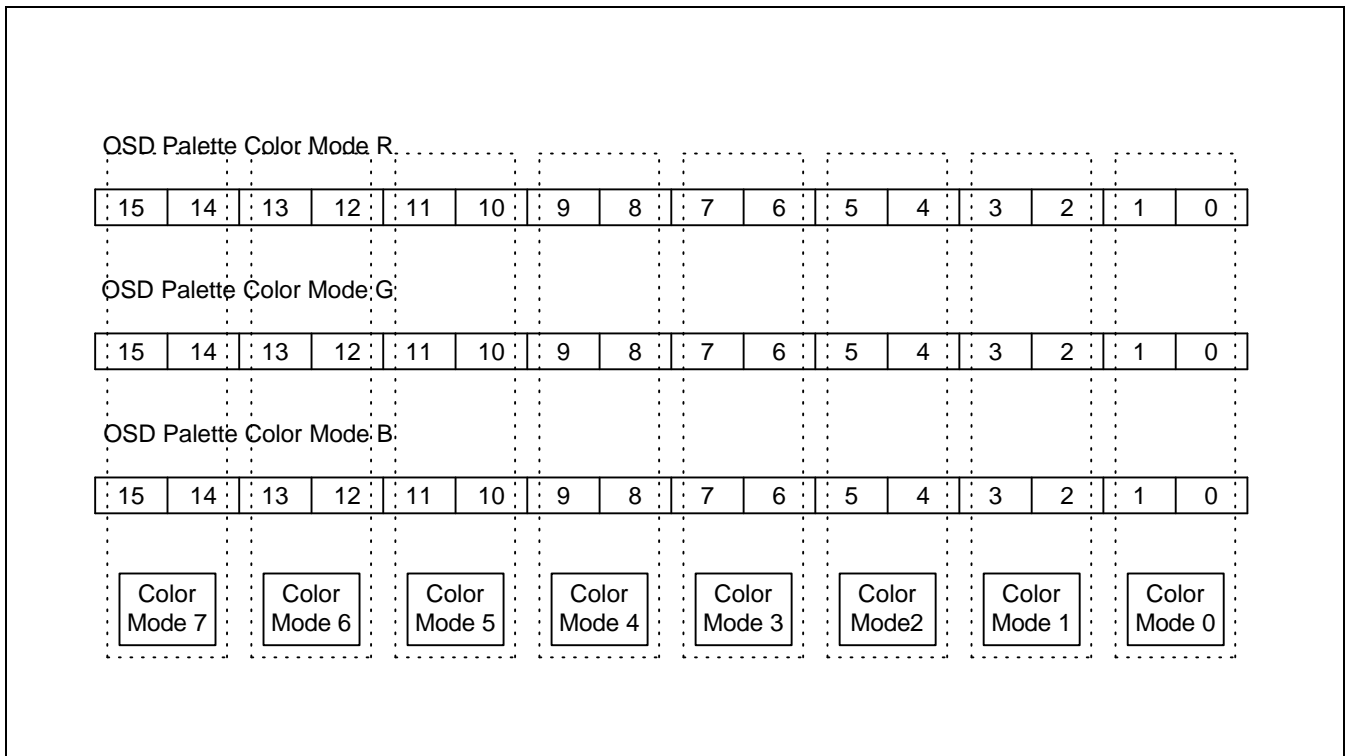 OSD Palette Color Mode R
15 14 13 12 11 10 9 8 7 6 5 4 3 2 1 0
OSD Palette Color Mode G
15 14 13 12 11 10 9 8 7 6 5 4 3 2 1 0
OSD Palette Color Mode B
15 14 13 12 11 10 9 8 7 6 5 4 3 2 1 0
Color Color Color Color Color Color Color Color
Mode 7 Mode 6 Mode 5 Mode 4 Mode 3 Mode2 Mode 1 Mode 0